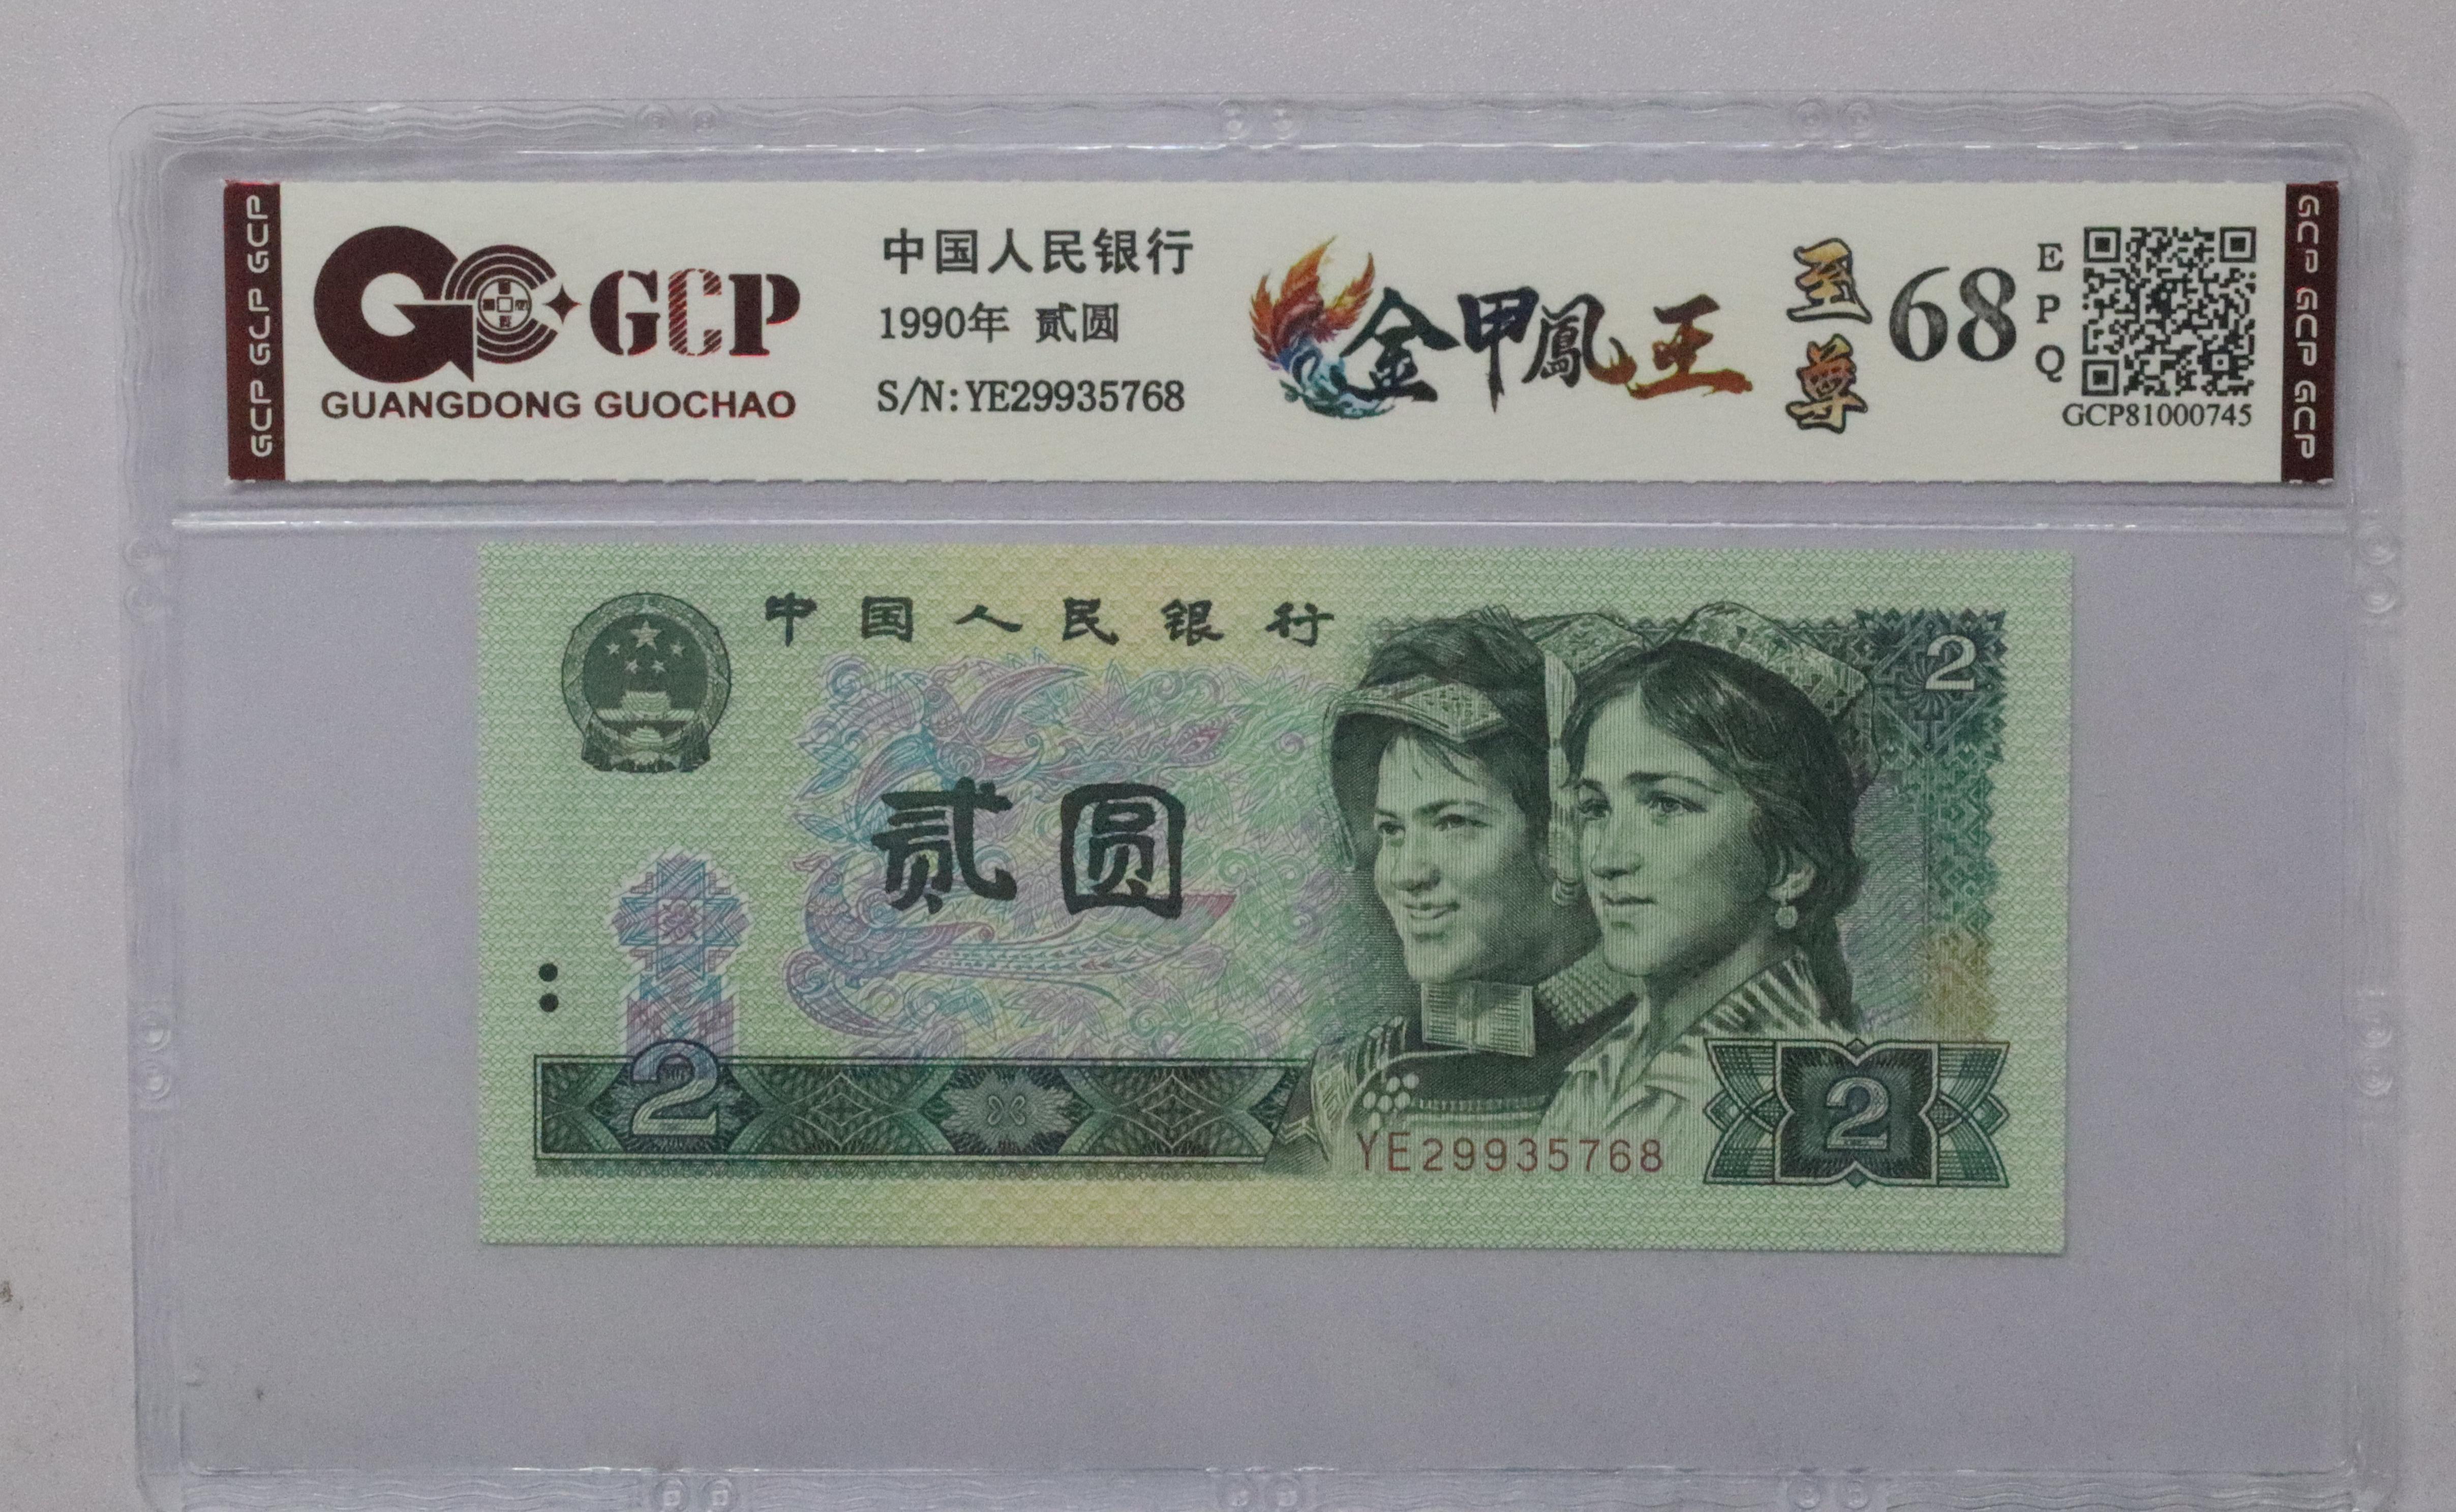 GCP GCP GCP
GCP
GUANGDONG GUOCHAO
中国人民银行
1990年 贰圆
S/N:YE29935768
金甲鳳王
至尊
68
EPQ
GCP81000745
GCP GCP GCP
中国人民银行
2
贰圆
2
YE29935768
2